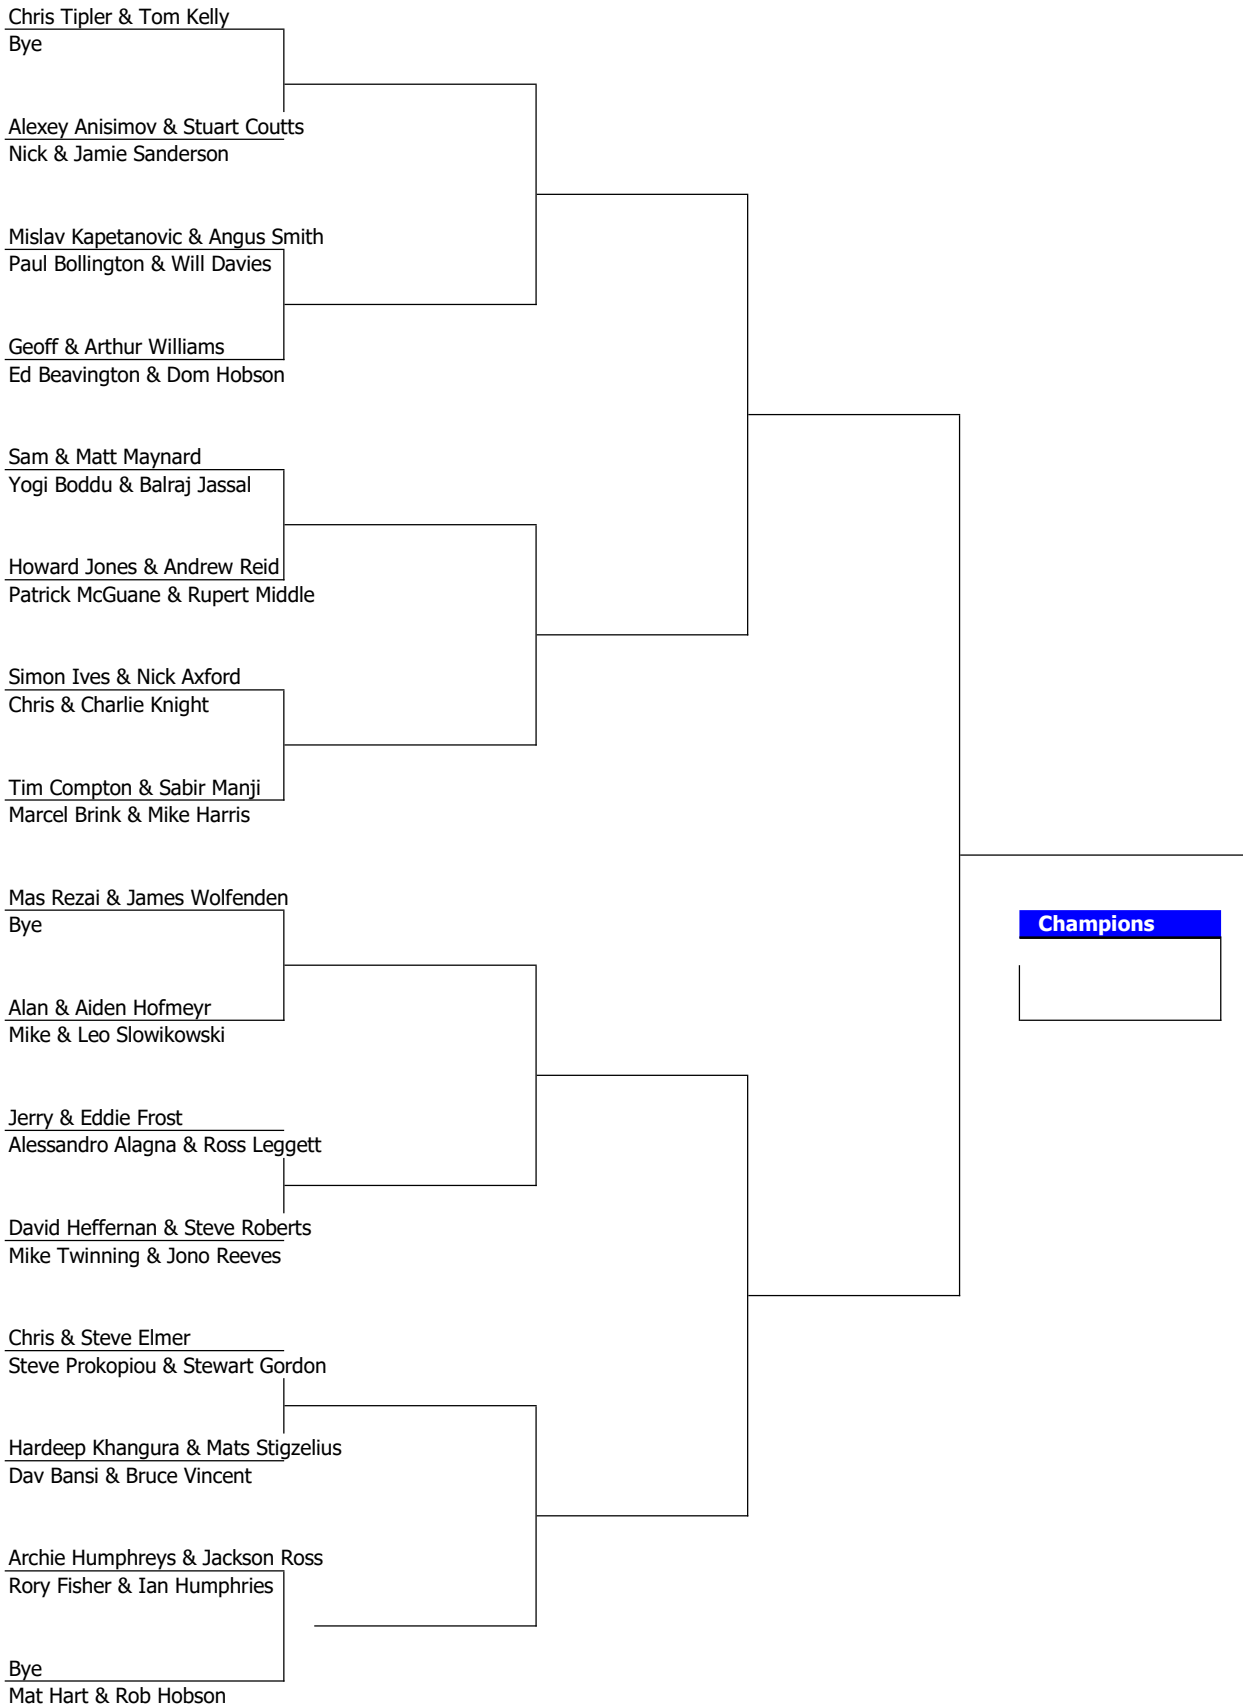 Chris Tipler & Tom Kelly
Bye
Alexey Anisimov & Stuart Coutts
Nick & Jamie Sanderson
Mislav Kapetanovic & Angus Smith
Paul Bollington & Will Davies
Geoff & Arthur Williams
Ed Beavington & Dom Hobson
Sam & Matt Maynard
Yogi Boddu & Balraj Jassal
Howard Jones & Andrew Reid
Patrick McGuane & Rupert Middle
Simon Ives & Nick Axford
Chris & Charlie Knight
Tim Compton & Sabir Manji
Marcel Brink & Mike Harris
Mas Rezai & James Wolfenden
Bye
Champions
Alan & Aiden Hofmeyr
Mike & Leo Slowikowski
Jerry & Eddie Frost
Alessandro Alagna & Ross Leggett
David Heffernan & Steve Roberts
Mike Twinning & Jono Reeves
Chris & Steve Elmer
Steve Prokopiou & Stewart Gordon
Hardeep Khangura & Mats Stigzelius
Dav Bansi & Bruce Vincent
Archie Humphreys & Jackson Ross
Rory Fisher & Ian Humphries
Bye
Mat Hart & Rob Hobson